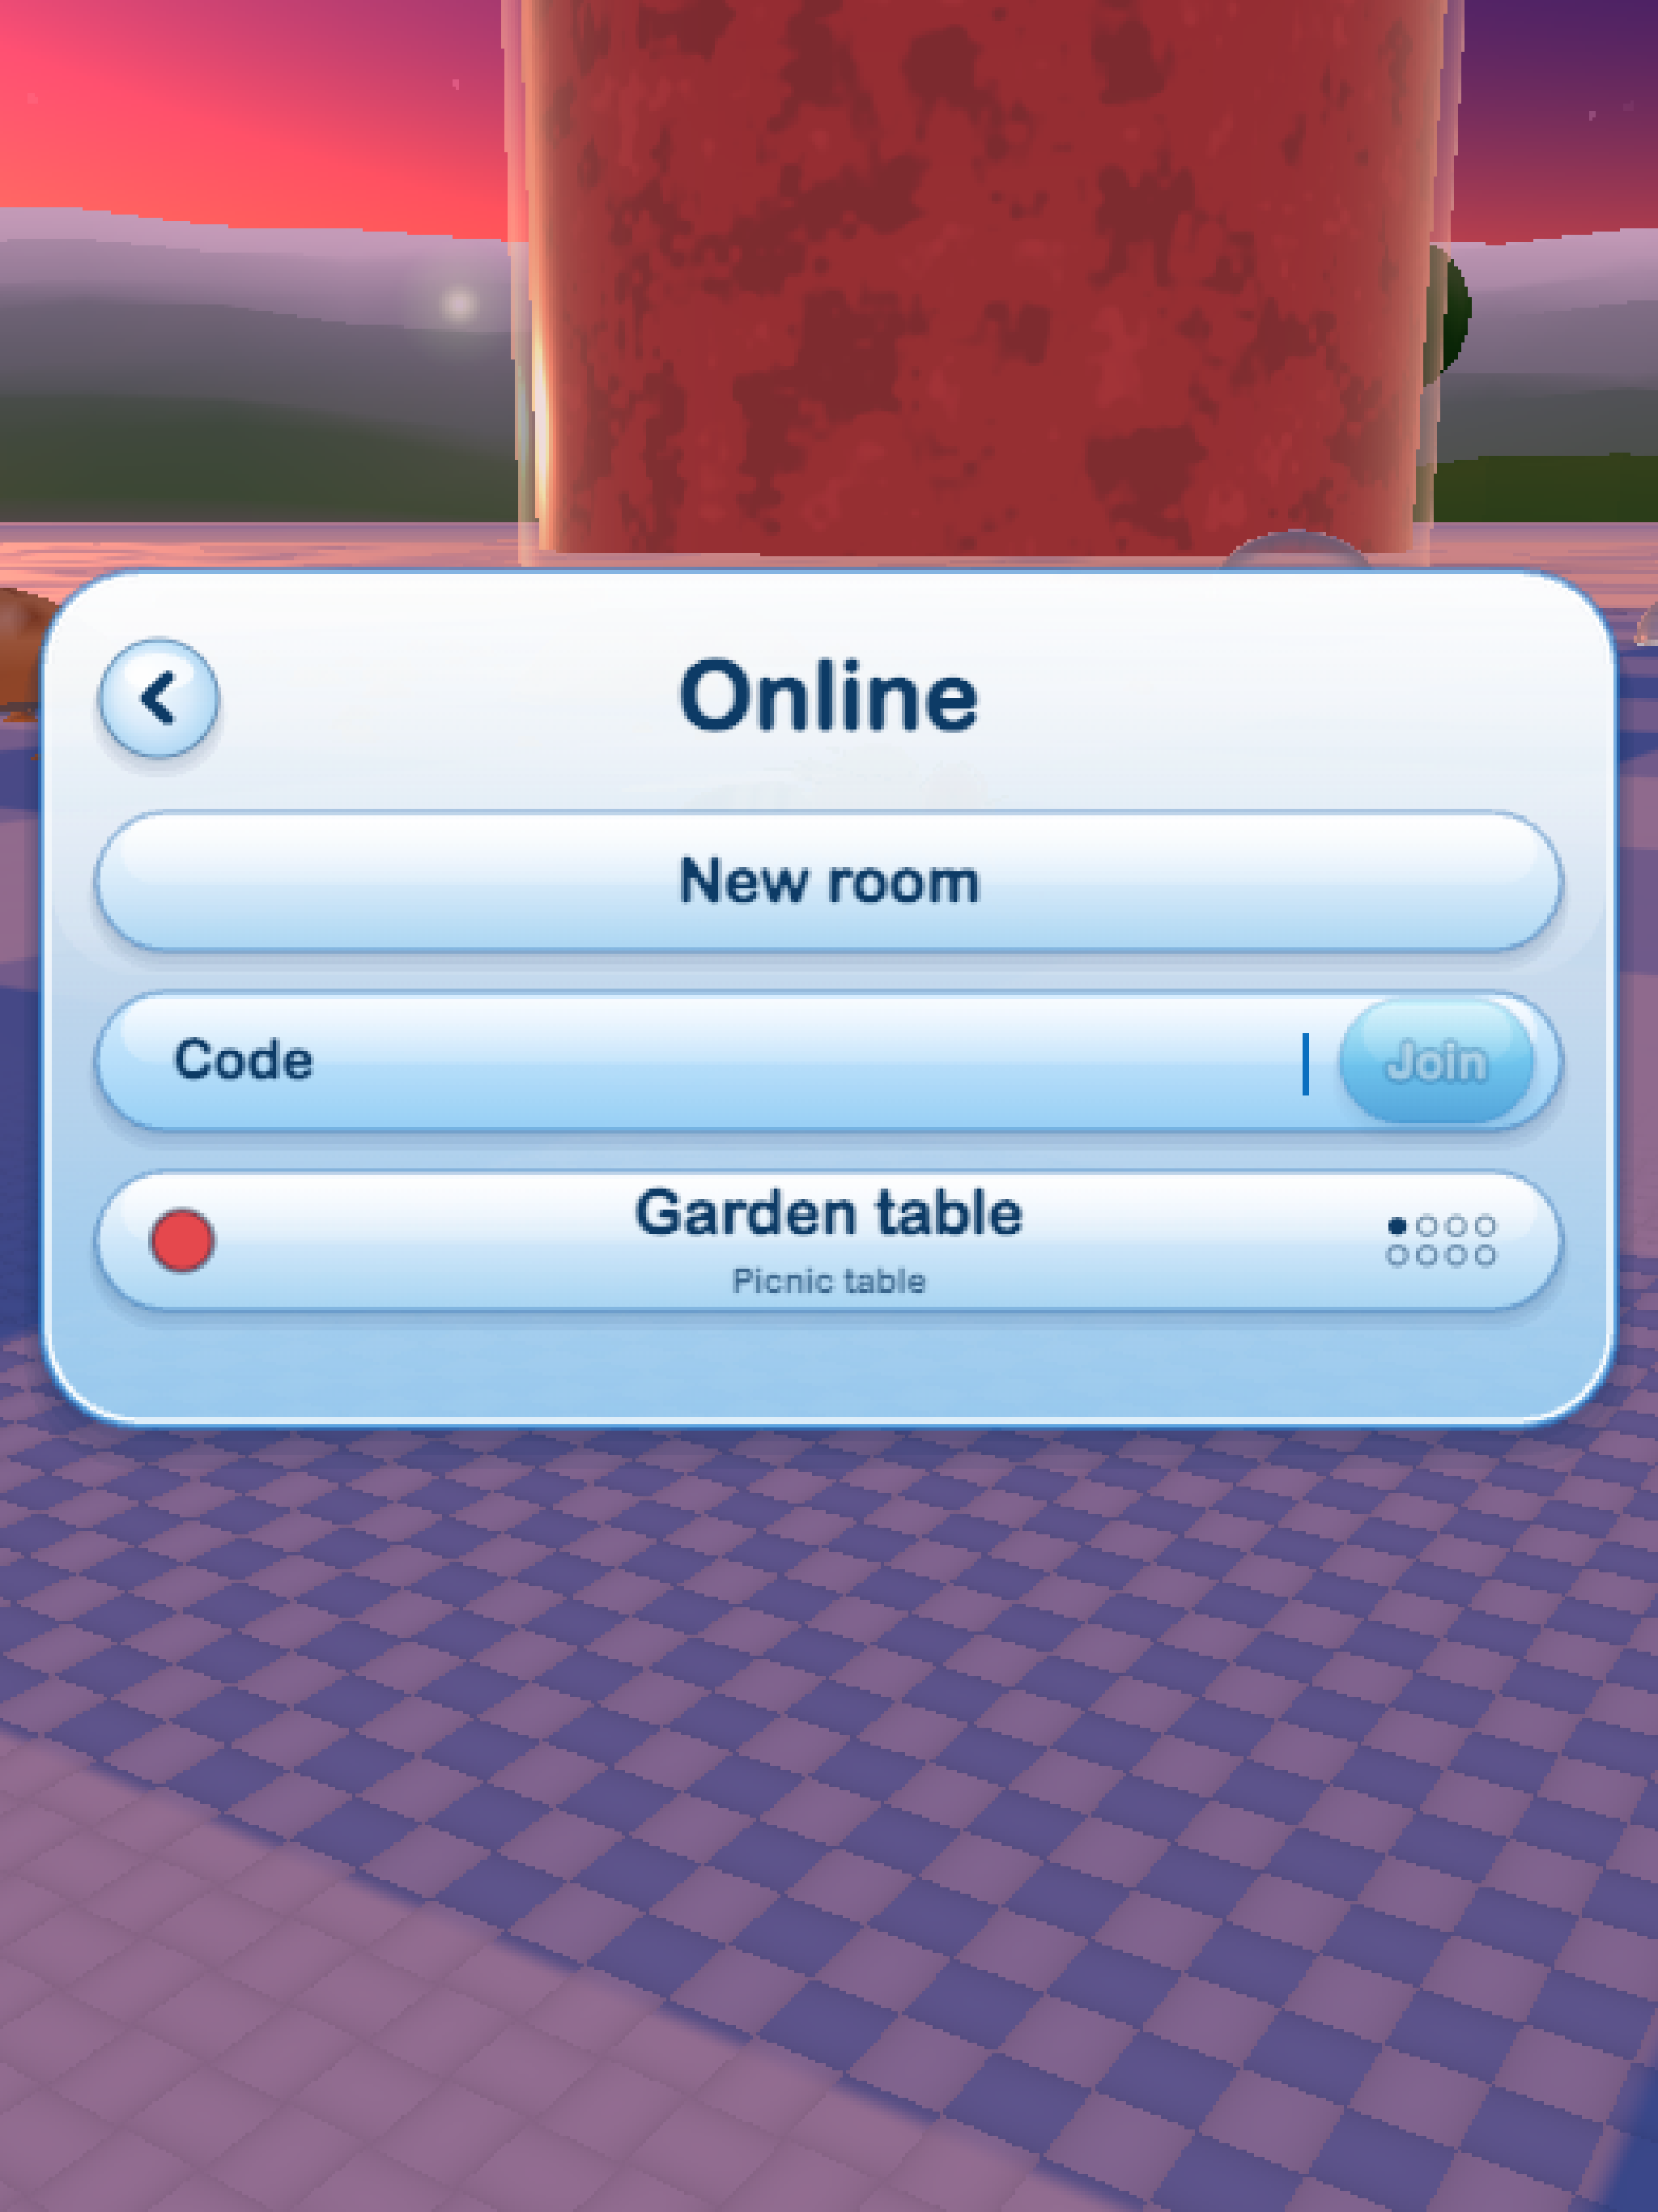 Online
New room
Code
Join
Garden table
Picnic table